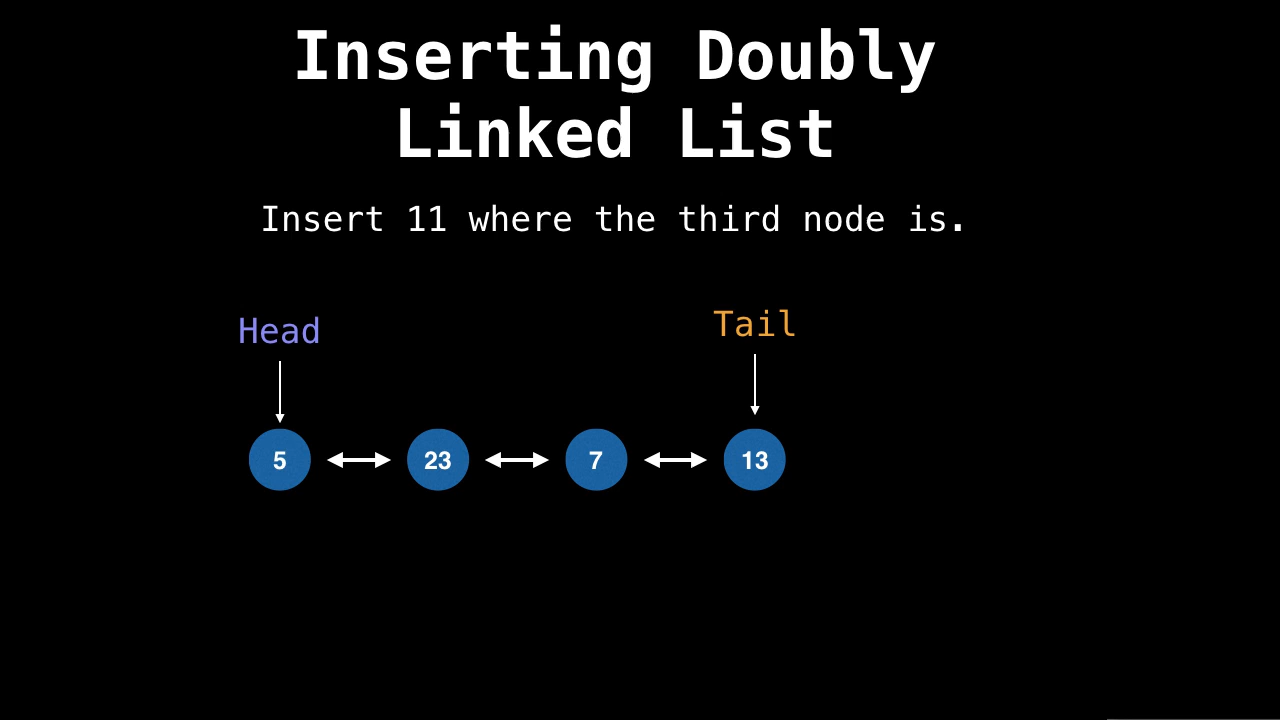 Inserting Doubly
Linked List
Insert 11 where the third node is.
Head
Tail
5
23
7
13